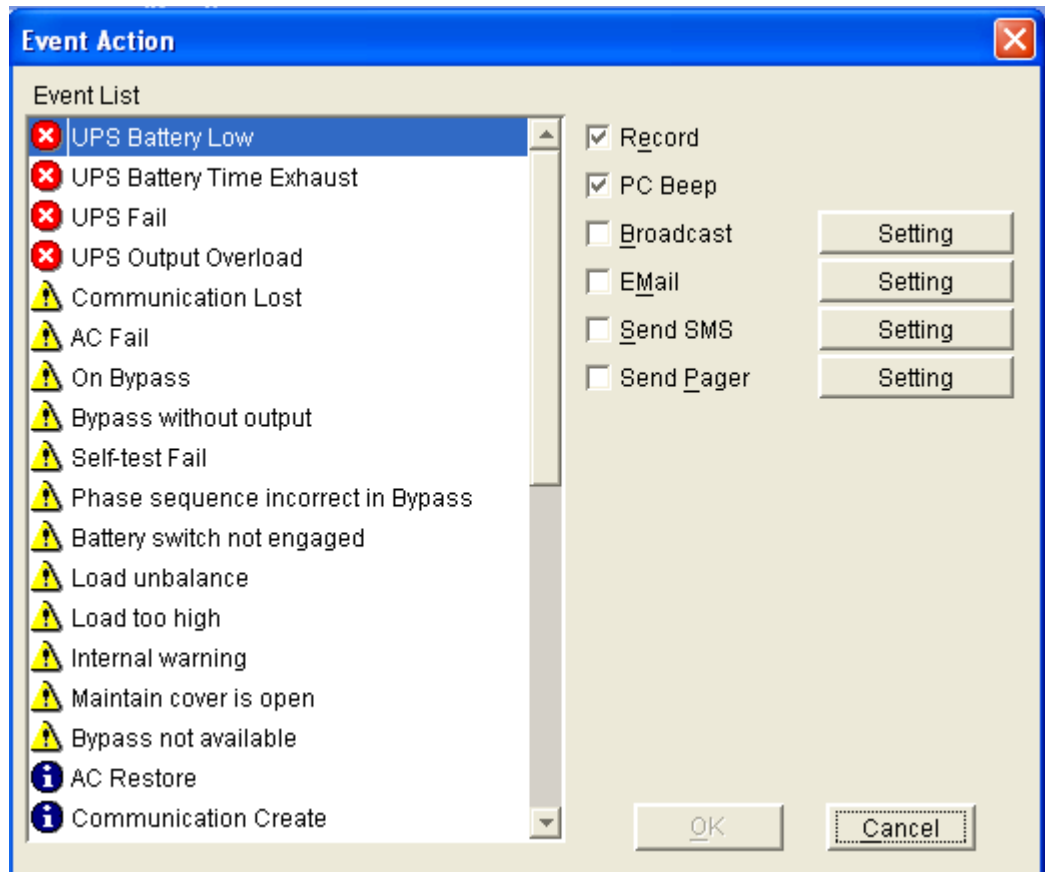 Event Action
Event List
UPS Battery Low
UPS Battery Time Exhaust
UPS Fail
UPS Output Overload
Communication Lost
AC Fail
On Bypass
Bypass without output
Self-test Fail
Phase sequence incorrect in Bypass
Battery switch not engaged
Load unbalance
Load too high
Internal warning
Maintain cover is open
Bypass not available
AC Restore
Communication Create
Record
PC Beep
Broadcast Setting
EMail Setting
Send SMS Setting
Send Pager Setting
OK Cancel